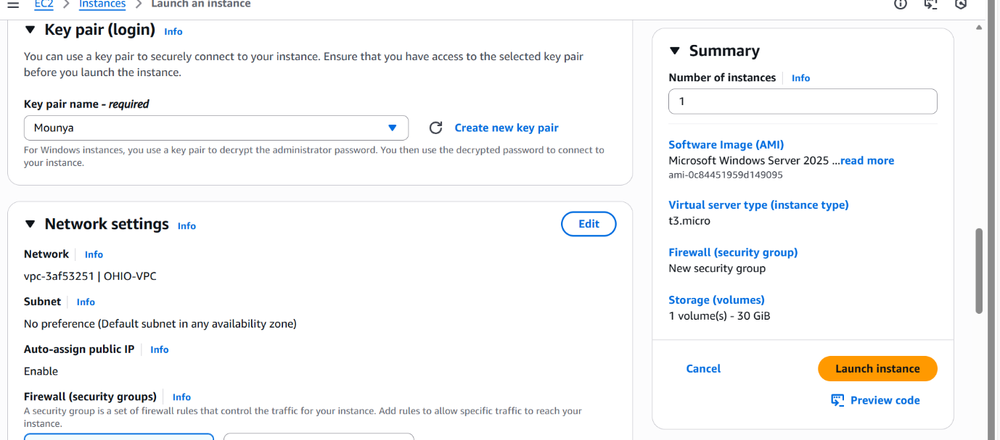 EC2 > Instances > Launch an instance
Key pair (login) Info
You can use a key pair to securely connect to your instance. Ensure that you have access to the selected key pair
before you launch the instance.
Key pair name - required
Mounya
Create new key pair
For Windows instances, you use a key pair to decrypt the administrator password. You then use the decrypted password to connect to
your instance.
Network settings Info
Edit
Network Info
vpc-3af53251 | OHIO-VPC
Subnet Info
No preference (Default subnet in any availability zone)
Auto-assign public IP Info
Enable
Firewall (security groups) Info
A security group is a set of firewall rules that control the traffic for your instance. Add rules to allow specific traffic to reach your
instance.
Summary
Number of instances Info
1
Software Image (AMI)
Microsoft Windows Server 2025 ...read more
ami-0c84451959d149095
Virtual server type (instance type)
t3.micro
Firewall (security group)
New security group
Storage (volumes)
1 volume(s) - 30 GiB
Cancel
Launch instance
Preview code